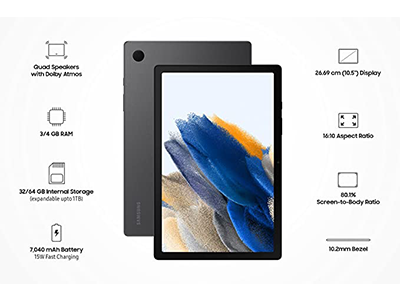 Quad Speakers
with Dolby Atmos
3/4 GB RAM
32/64 GB Internal Storage
(expandable upto 1TB)
7,040 mAh Battery
15W Fast Charging
SAMSUNG
26.69 cm (10.5") Display
16:10 Aspect Ratio
80.1%
Screen-to-Body Ratio
10.2mm Bezel